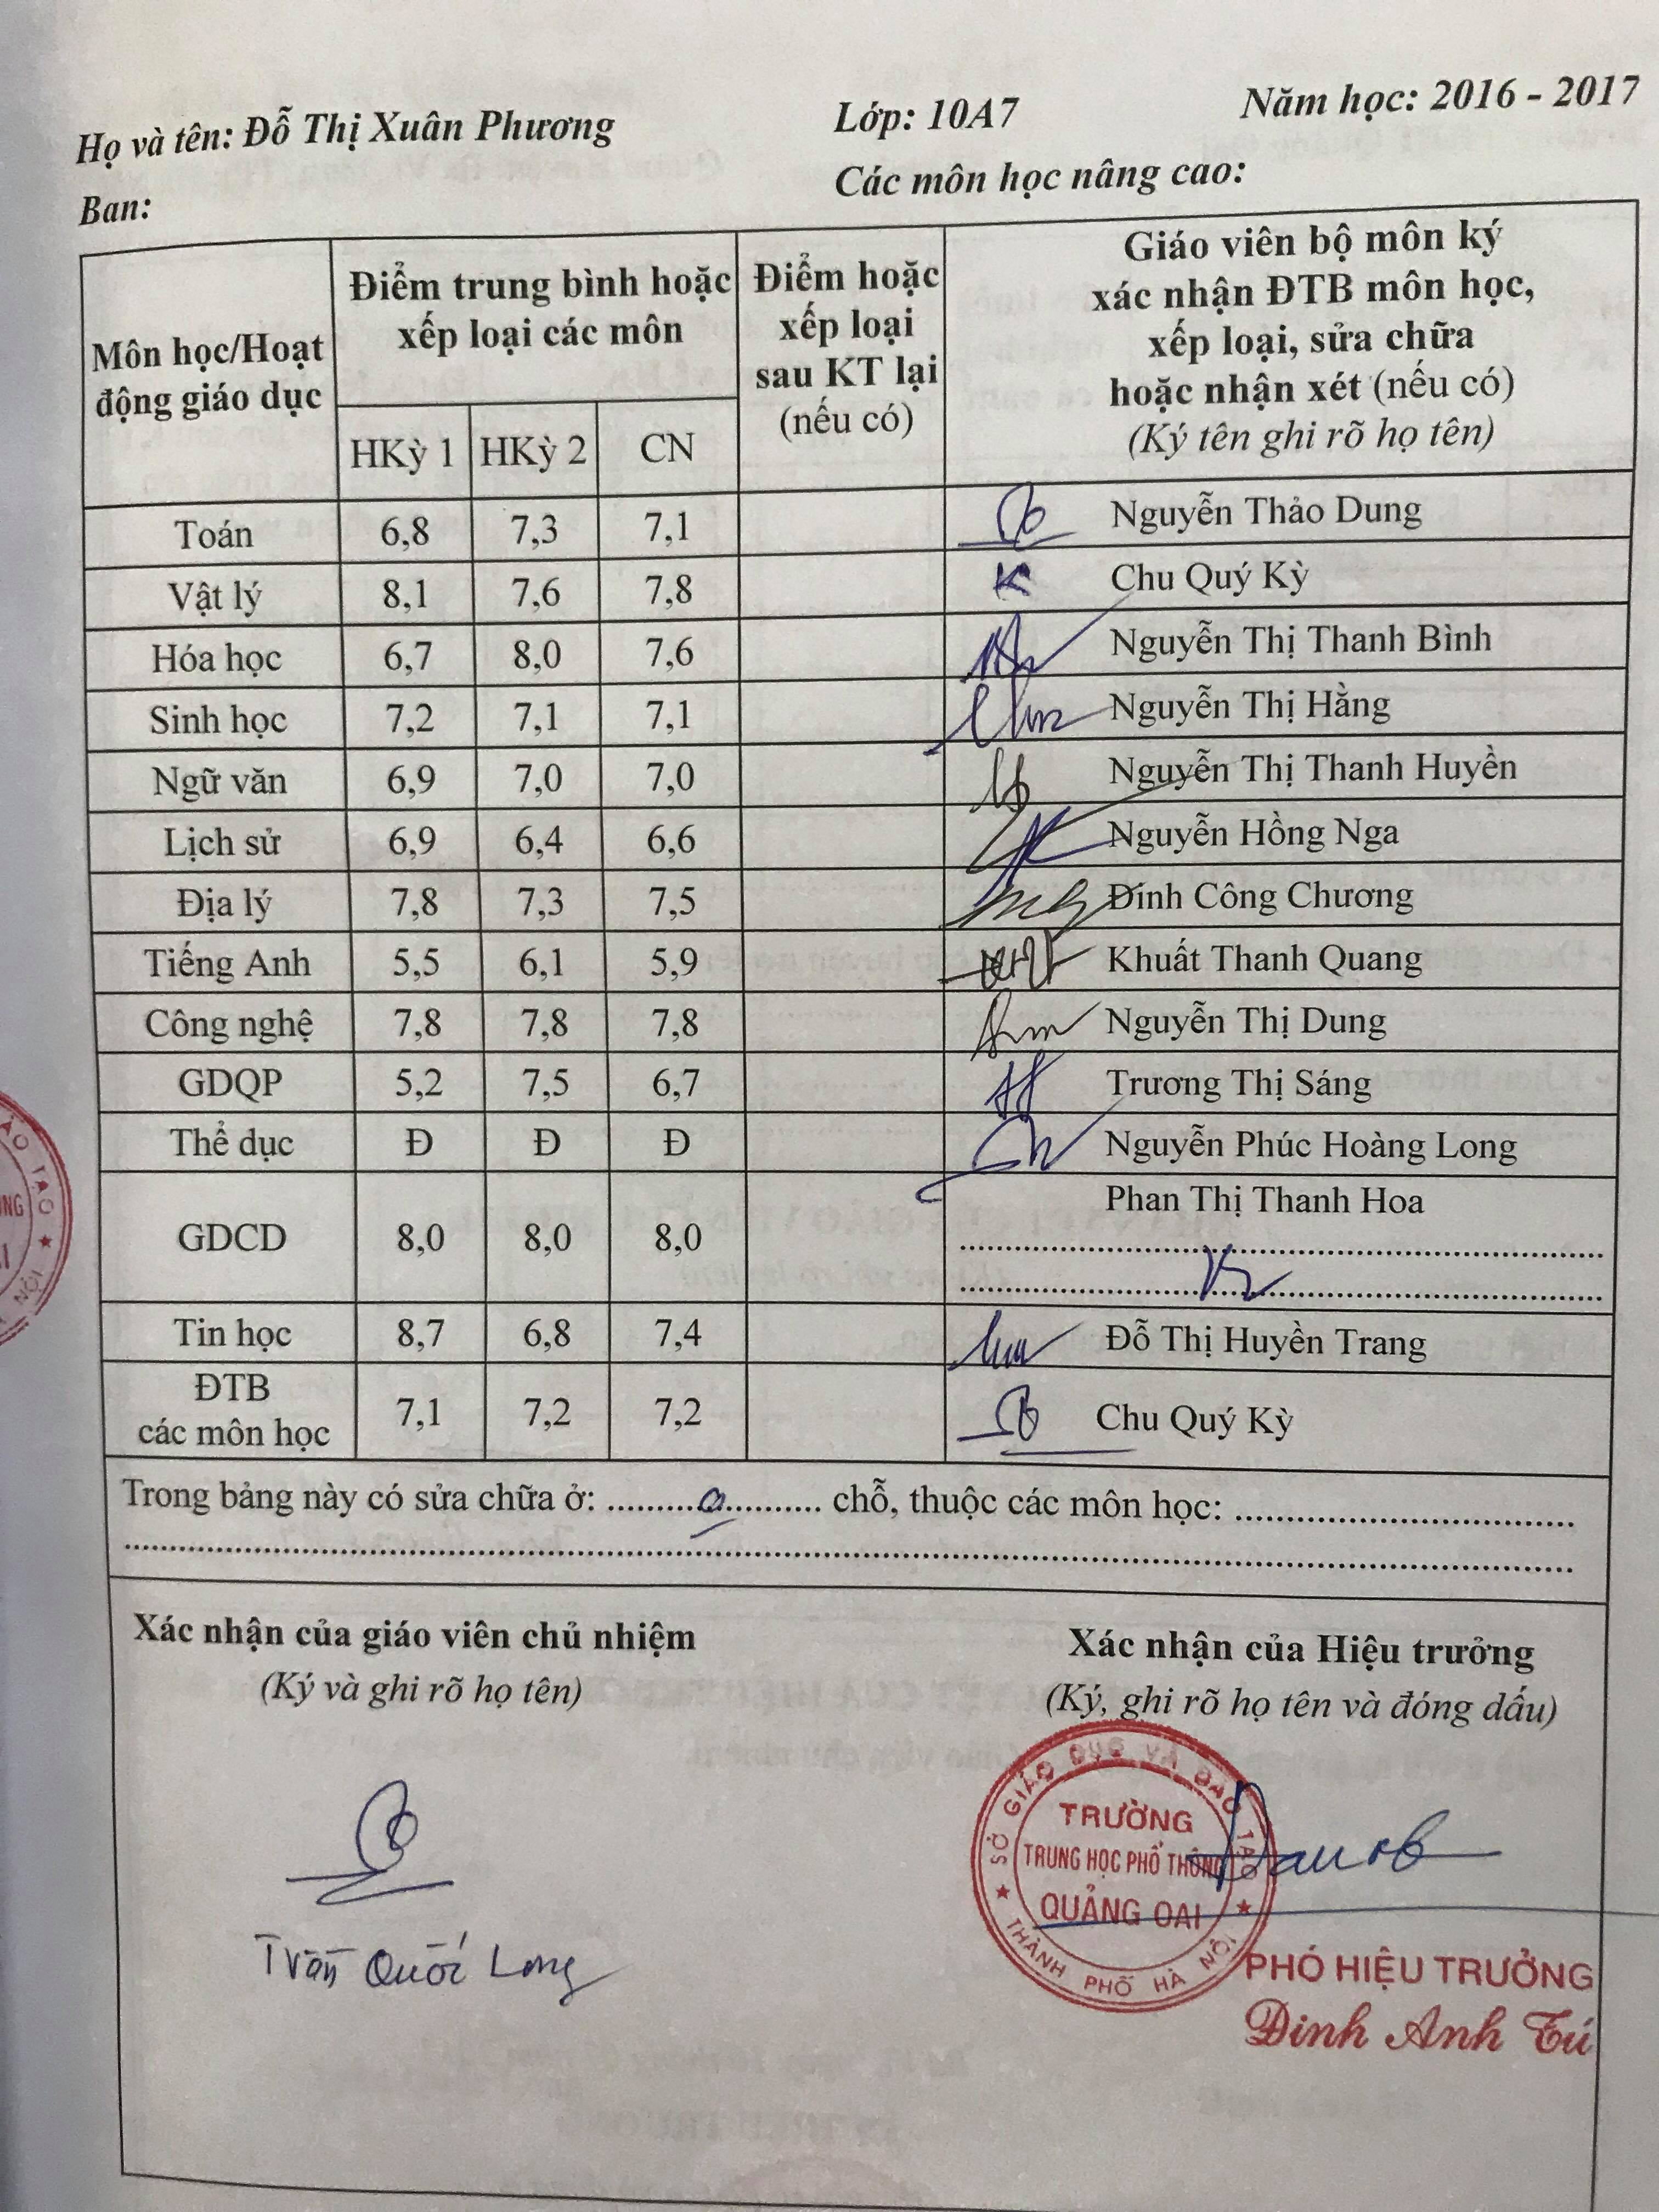 Họ và tên: Đỗ Thị Xuân Phương Lớp: 10A7 Năm học: 2016 - 2017
Ban: Các môn học nâng cao:
Môn học/Hoạt động giáo dục
Điểm trung bình hoặc xếp loại các môn
Điểm hoặc xếp loại sau KT lại (nếu có)
Giáo viên bộ môn ký
xác nhận ĐTB môn học,
xếp loại, sửa chữa
hoặc nhận xét (nếu có)
(Ký tên ghi rõ họ tên)
HKỳ 1 HKỳ 2 CN
Toán 6,8 7,3 7,1 Nguyễn Thảo Dung
Vật lý 8,1 7,6 7,8 Chu Quý Kỳ
Hóa học 6,7 8,0 7,6 Nguyễn Thị Thanh Bình
Sinh học 7,2 7,1 7,1 Nguyễn Thị Hằng
Ngữ văn 6,9 7,0 7,0 Nguyễn Thị Thanh Huyền
Lịch sử 6,9 6,4 6,6 Nguyễn Hồng Nga
Địa lý 7,8 7,3 7,5 Đinh Công Chương
Tiếng Anh 5,5 6,1 5,9 Khuất Thanh Quang
Công nghệ 7,8 7,8 7,8 Nguyễn Thị Dung
GDQP 5,2 7,5 6,7 Trương Thị Sáng
Thể dục Đ Đ Đ Nguyễn Phúc Hoàng Long
GDCD 8,0 8,0 8,0 Phan Thị Thanh Hoa
Tin học 8,7 6,8 7,4 Đỗ Thị Huyền Trang
ĐTB
các môn học 7,1 7,2 7,2 Chu Quý Kỳ
Trong bảng này có sửa chữa ở: ..........0.......... chỗ, thuộc các môn học: ..........
Xác nhận của giáo viên chủ nhiệm
(Ký và ghi rõ họ tên)
Trần Quốc Long
Xác nhận của Hiệu trưởng
(Ký, ghi rõ họ tên và đóng dấu)
SỞ GIÁO DỤC VÀ ĐÀO TẠO
TRƯỜNG
TRUNG HỌC PHỔ THÔNG
QUẢNG OAI
THÀNH PHỐ HÀ NỘI
PHÓ HIỆU TRƯỞNG
Đinh Anh Tú